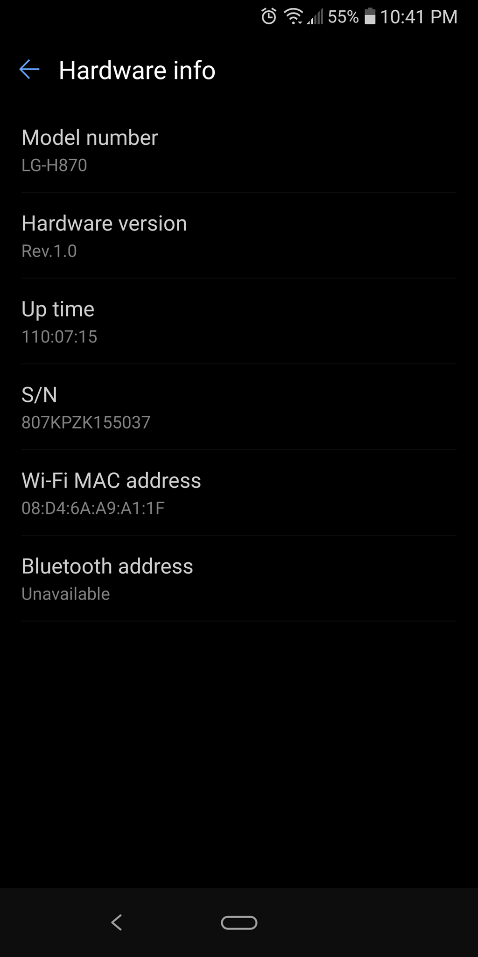 55% 10:41 PM
Hardware info
Model number
LG-H870
Hardware version
Rev.1.0
Up time
110:07:15
S/N
807KPZK155037
Wi-Fi MAC address
08:D4:6A:A9:A1:1F
Bluetooth address
Unavailable